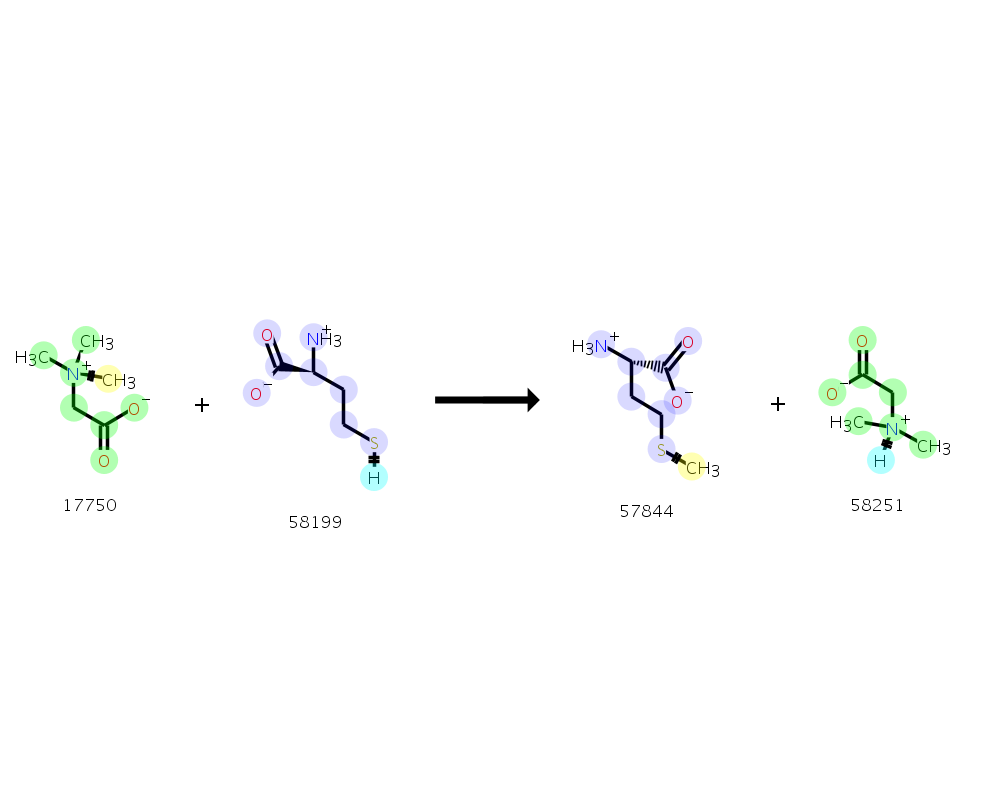 H3C CH3 N+ CH3 O− O
+
O NH3+ O− S H
H3N+ O O− S CH3
+
O O− H3C N+ H CH3
17750
58199
57844
58251